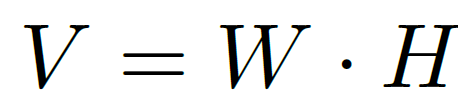 V = W · H